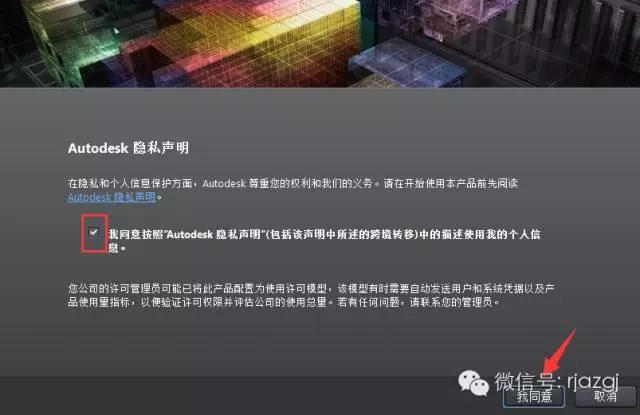 Autodesk 隐私声明
在隐私和个人信息保护方面，Autodesk 尊重您的权利和我们的义务。请在开始使用本产品前先阅读
Autodesk 隐私声明。
我同意按照"Autodesk 隐私声明"(包括该声明中所述的跨境转移)中的描述使用我的个人信
息。
您公司的许可管理员可能已将此产品配置为使用许可模型，该模型有时需要自动发送用户和系统凭据以及产
品使用量指标，以便验证许可权限并评估公司的使用总量。若有任何问题，请联系您的管理员。
微信号: rjazgj
我同意
取消